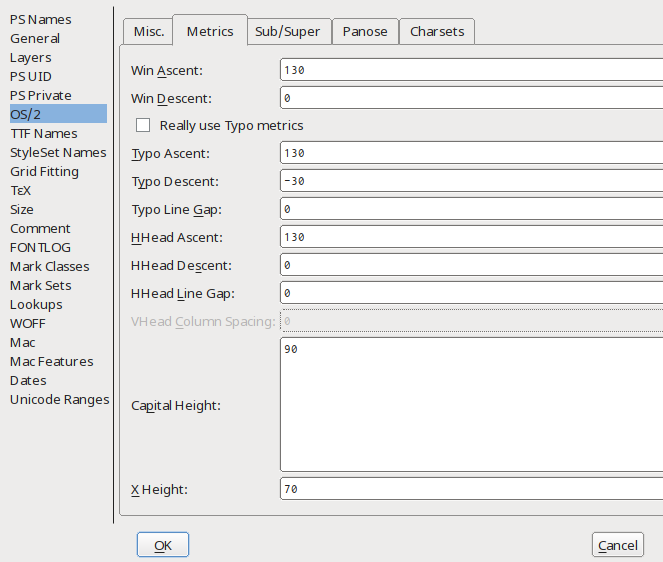 PS Names
General
Layers
PS UID
PS Private
OS/2
TTF Names
StyleSet Names
Grid Fitting
ΤεΧ
Size
Comment
FONTLOG
Mark Classes
Mark Sets
Lookups
WOFF
Mac
Mac Features
Dates
Unicode Ranges
Misc. Metrics Sub/Super Panose Charsets
Win Ascent: 130
Win Descent: 0
Really use Typo metrics
Typo Ascent: 130
Typo Descent: -30
Typo Line Gap: 0
HHead Ascent: 130
HHead Descent: 0
HHead Line Gap: 0
VHead Column Spacing: 0
Capital Height: 90
X Height: 70
OK Cancel